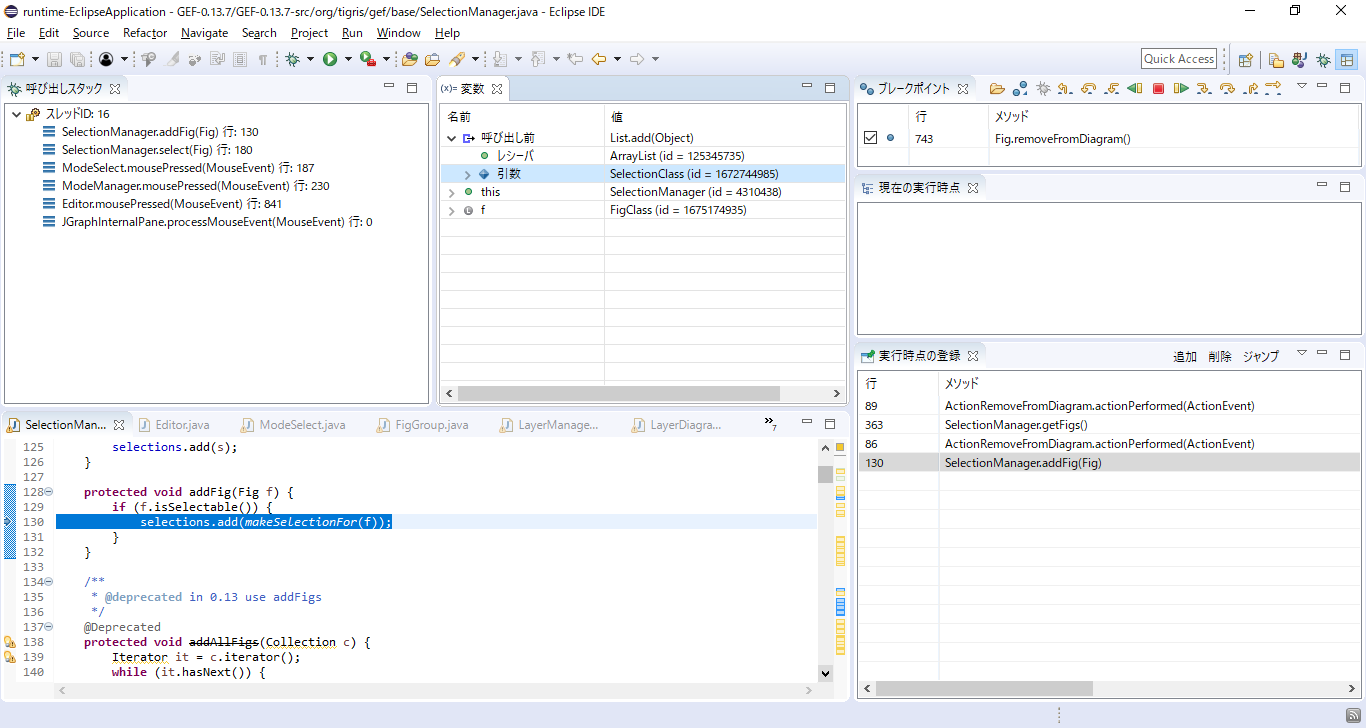 runtime-EclipseApplication - GEF-0.13.7/GEF-0.13.7-src/org/tigris/gef/base/SelectionManager.java - Eclipse IDE
File Edit Source Refactor Navigate Search Project Run Window Help
Quick Access
呼び出しスタック
スレッドID: 16
SelectionManager.addFig(Fig) 行: 130
SelectionManager.select(Fig) 行: 180
ModeSelect.mousePressed(MouseEvent) 行: 187
ModeManager.mousePressed(MouseEvent) 行: 230
Editor.mousePressed(MouseEvent) 行: 841
JGraphInternalPane.processMouseEvent(MouseEvent) 行: 0
(x)= 変数
名前 値
呼び出し前 List.add(Object)
レシーバ ArrayList (id = 125345735)
引数 SelectionClass (id = 1672744985)
this SelectionManager (id = 4310438)
f FigClass (id = 1675174935)
ブレークポイント
行 メソッド
743 Fig.removeFromDiagram()
現在の実行時点
実行時点の登録 追加 削除 ジャンプ
行 メソッド
89 ActionRemoveFromDiagram.actionPerformed(ActionEvent)
363 SelectionManager.getFigs()
86 ActionRemoveFromDiagram.actionPerformed(ActionEvent)
130 SelectionManager.addFig(Fig)
SelectionMan... Editor.java ModeSelect.java FigGroup.java LayerManage... LayerDiagra... »7
125 selections.add(s);
126 }
127
128 protected void addFig(Fig f) {
129 if (f.isSelectable()) {
130 selections.add(makeSelectionFor(f));
131 }
132 }
133
134 /**
135 * @deprecated in 0.13 use addFigs
136 */
137 @Deprecated
138 protected void addAllFigs(Collection c) {
139 Iterator it = c.iterator();
140 while (it.hasNext()) {